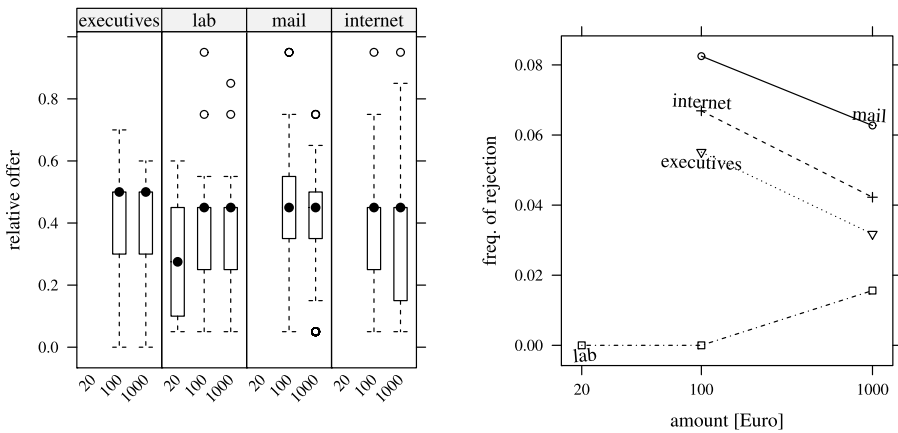 executives lab mail internet
relative offer
0.8
0.6
0.4
0.2
0.0
20 100 1000 20 100 1000 20 100 1000 20 100 1000
freq. of rejection
0.08
0.06
0.04
0.02
0.00
mail
internet
executives
lab
20 100 1000
amount [Euro]